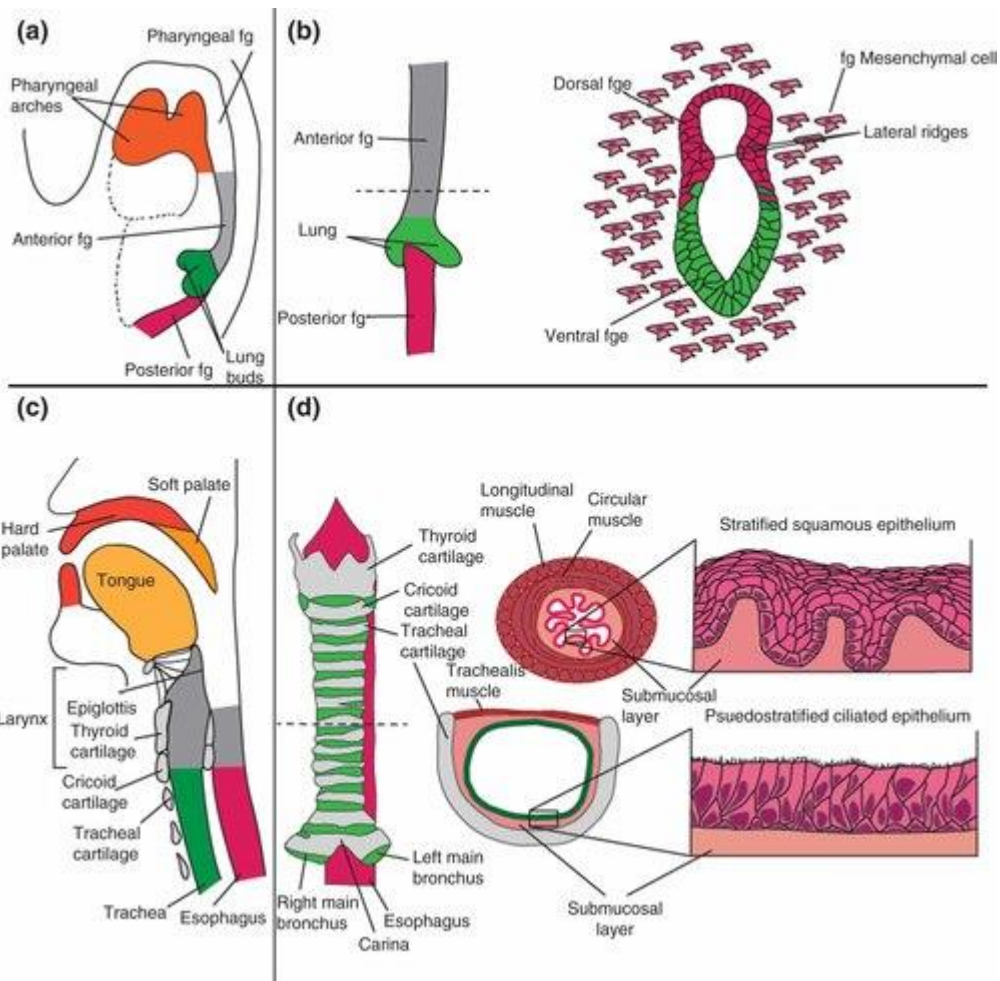 (a)
Pharyngeal fg
Pharyngeal
arches
Anterior fg
Posterior fg
Lung
buds
(b)
Anterior fg
Lung
Posterior fg
Dorsal fge
fg Mesenchymal cell
Lateral ridges
Ventral fge
(c)
Soft palate
Hard
palate
Tongue
Larynx
Epiglottis
Thyroid
cartilage
Cricoid
cartilage
Tracheal
cartilage
Trachea
Esophagus
(d)
Thyroid
cartilage
Cricoid
cartilage
Tracheal
cartilage
Left main
bronchus
Right main
bronchus
Esophagus
Carina
Longitudinal
muscle
Circular
muscle
Stratified squamous epithelium
Trachealis
muscle
Submucosal
layer
Psuedostratified ciliated epithelium
Submucosal
layer